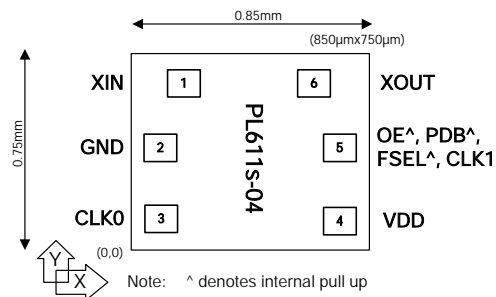 0.85mm
(850µmx750µm)
0.75mm
XIN
1
6
XOUT
GND
2
PL611s-04
5
OE^, PDB^,
FSEL^, CLK1
CLK0
3
4
VDD
(0,0)
Y
X
Note: ^ denotes internal pull up